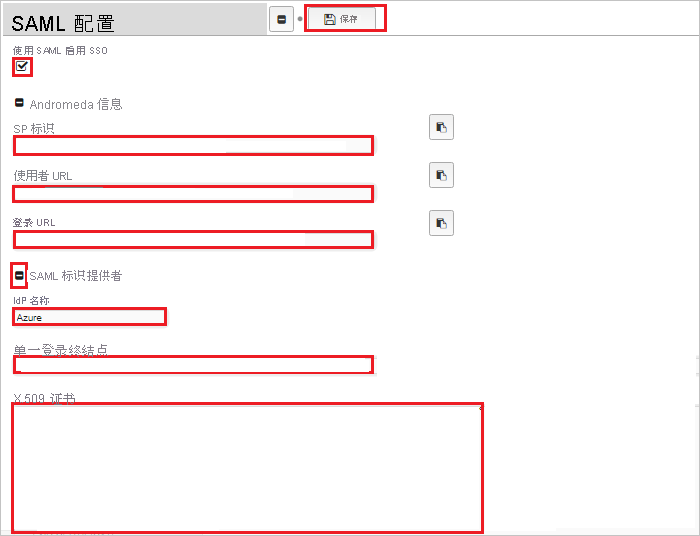 SAML 配置
保存
使用 SAML 启用 SSO
Andromeda 信息
SP 标识
使用者 URL
登录 URL
SAML 标识提供者
IdP 名称
Azure
单一登录终结点
X.509 证书